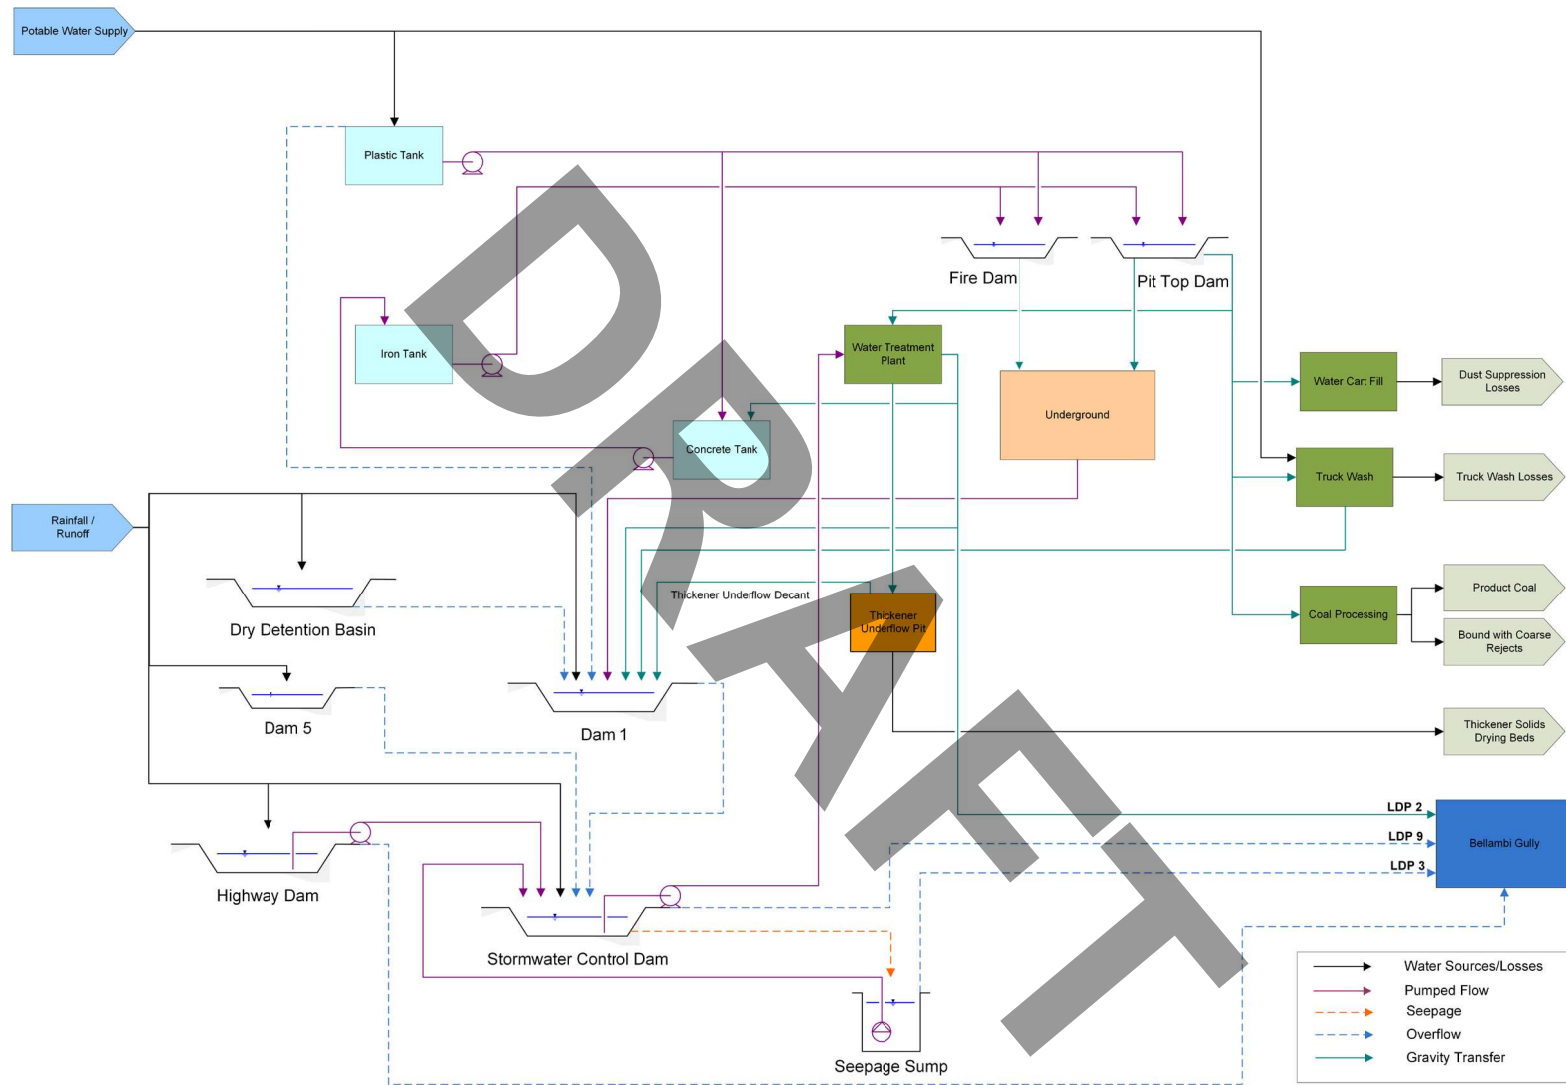 Potable Water Supply
Plastic Tank
Fire Dam
Pit Top Dam
Iron Tank
Water Treatment
Plant
Water Cart Fill
Dust Suppression
Losses
Underground
Concrete Tank
Truck Wash
Truck Wash Losses
Rainfall /
Runoff
Thickener Underflow Decant
Product Coal
Dry Detention Basin
Thickener
Underflow Pit
Coal Processing
Bound with Coarse
Rejects
Dam 5
Dam 1
Thickener Solids
Drying Beds
LDP 2
LDP 9
LDP 3
Bellambi Gully
Highway Dam
Stormwater Control Dam
Seepage Sump
Water Sources/Losses
Pumped Flow
Seepage
Overflow
Gravity Transfer
DRAFT